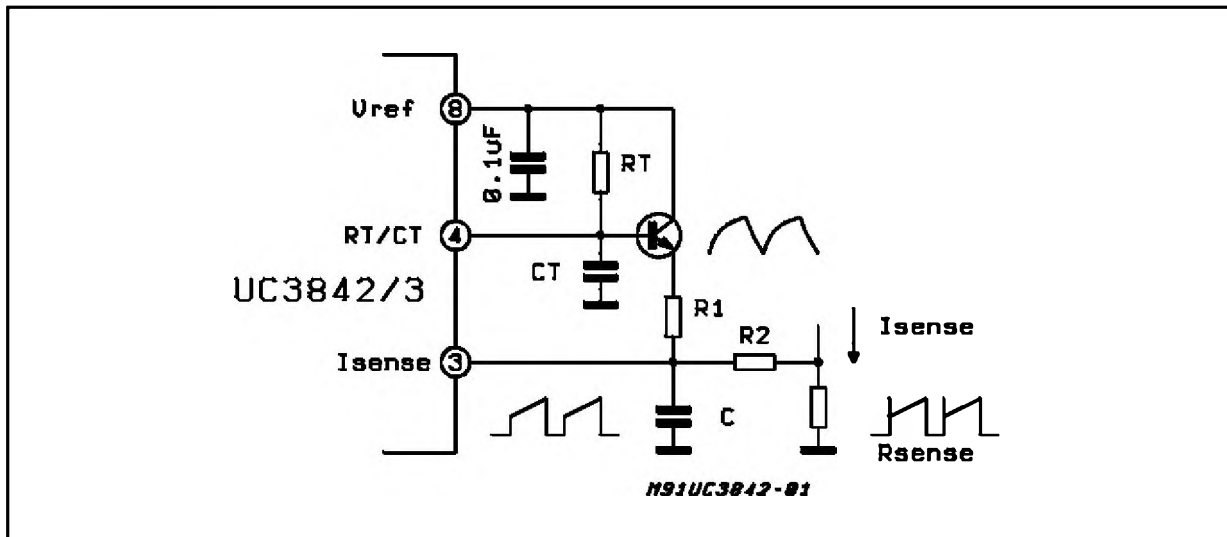 Vref
8
0.1uF
RT
RT/CT
4
CT
UC3842/3
R1
R2
Isense
Isense
3
C
Rsense
M91UC3842-01